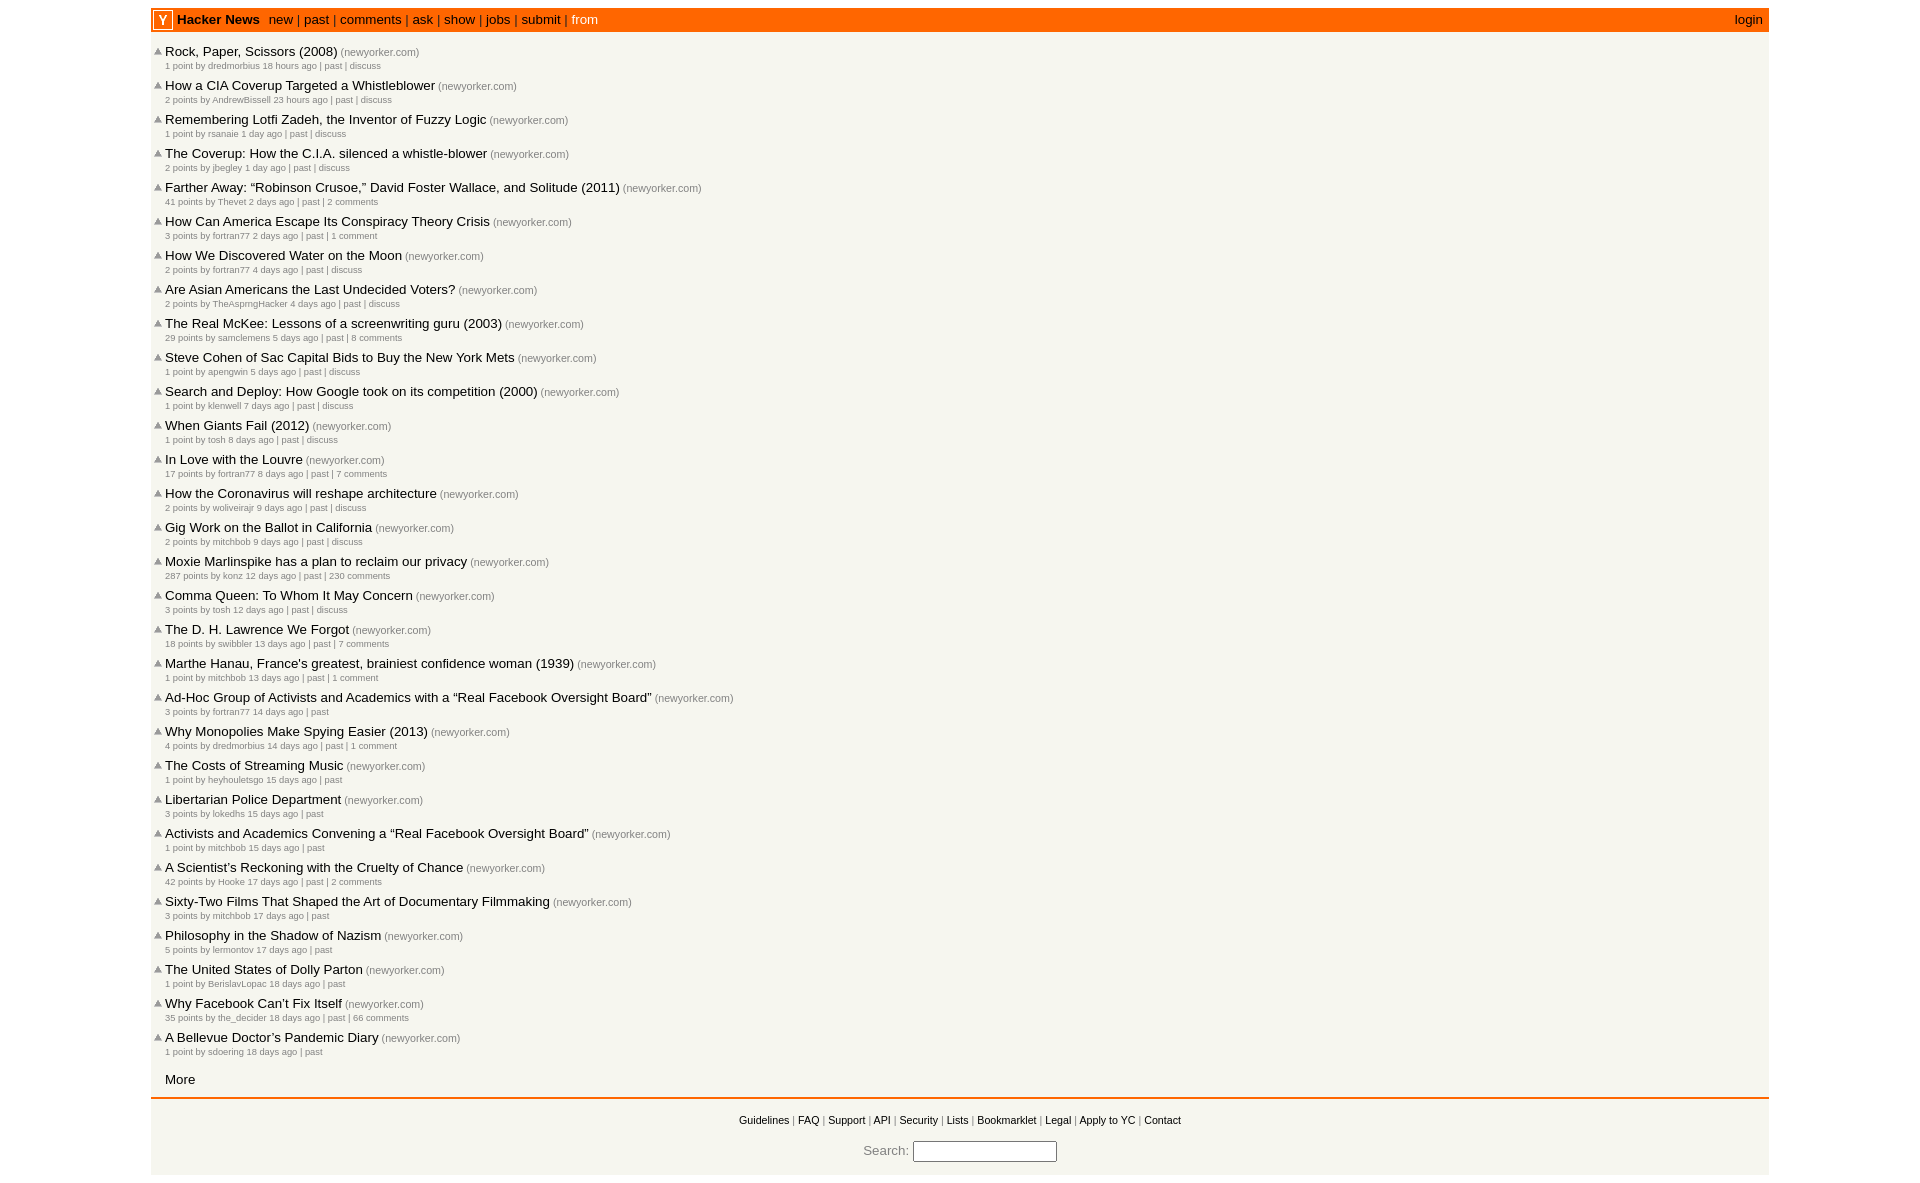 Y Hacker News new | past | comments | ask | show | jobs | submit | from login
Rock, Paper, Scissors (2008) (newyorker.com)
1 point by dredmorbius 18 hours ago | past | discuss
How a CIA Coverup Targeted a Whistleblower (newyorker.com)
2 points by AndrewBissell 23 hours ago | past | discuss
Remembering Lotfi Zadeh, the Inventor of Fuzzy Logic (newyorker.com)
1 point by rsanaie 1 day ago | past | discuss
The Coverup: How the C.I.A. silenced a whistle-blower (newyorker.com)
2 points by jbegley 1 day ago | past | discuss
Farther Away: “Robinson Crusoe,” David Foster Wallace, and Solitude (2011) (newyorker.com)
41 points by Thevet 2 days ago | past | 2 comments
How Can America Escape Its Conspiracy Theory Crisis (newyorker.com)
3 points by fortran77 2 days ago | past | 1 comment
How We Discovered Water on the Moon (newyorker.com)
2 points by fortran77 4 days ago | past | discuss
Are Asian Americans the Last Undecided Voters? (newyorker.com)
2 points by TheAsprngHacker 4 days ago | past | discuss
The Real McKee: Lessons of a screenwriting guru (2003) (newyorker.com)
29 points by samclemens 5 days ago | past | 8 comments
Steve Cohen of Sac Capital Bids to Buy the New York Mets (newyorker.com)
1 point by apengwin 5 days ago | past | discuss
Search and Deploy: How Google took on its competition (2000) (newyorker.com)
1 point by klenwell 7 days ago | past | discuss
When Giants Fail (2012) (newyorker.com)
1 point by tosh 8 days ago | past | discuss
In Love with the Louvre (newyorker.com)
17 points by fortran77 8 days ago | past | 7 comments
How the Coronavirus will reshape architecture (newyorker.com)
2 points by woliveirajr 9 days ago | past | discuss
Gig Work on the Ballot in California (newyorker.com)
2 points by mitchbob 9 days ago | past | discuss
Moxie Marlinspike has a plan to reclaim our privacy (newyorker.com)
287 points by konz 12 days ago | past | 230 comments
Comma Queen: To Whom It May Concern (newyorker.com)
3 points by tosh 12 days ago | past | discuss
The D. H. Lawrence We Forgot (newyorker.com)
18 points by swibbler 13 days ago | past | 7 comments
Marthe Hanau, France's greatest, brainiest confidence woman (1939) (newyorker.com)
1 point by mitchbob 13 days ago | past | 1 comment
Ad-Hoc Group of Activists and Academics with a “Real Facebook Oversight Board” (newyorker.com)
3 points by fortran77 14 days ago | past
Why Monopolies Make Spying Easier (2013) (newyorker.com)
4 points by dredmorbius 14 days ago | past | 1 comment
The Costs of Streaming Music (newyorker.com)
1 point by heyhouletsgo 15 days ago | past
Libertarian Police Department (newyorker.com)
3 points by lokedhs 15 days ago | past
Activists and Academics Convening a “Real Facebook Oversight Board” (newyorker.com)
1 point by mitchbob 15 days ago | past
A Scientist’s Reckoning with the Cruelty of Chance (newyorker.com)
42 points by Hooke 17 days ago | past | 2 comments
Sixty-Two Films That Shaped the Art of Documentary Filmmaking (newyorker.com)
3 points by mitchbob 17 days ago | past
Philosophy in the Shadow of Nazism (newyorker.com)
5 points by lermontov 17 days ago | past
The United States of Dolly Parton (newyorker.com)
1 point by BerislavLopac 18 days ago | past
Why Facebook Can’t Fix Itself (newyorker.com)
35 points by the_decider 18 days ago | past | 66 comments
A Bellevue Doctor’s Pandemic Diary (newyorker.com)
1 point by sdoering 18 days ago | past
More
Guidelines | FAQ | Support | API | Security | Lists | Bookmarklet | Legal | Apply to YC | Contact
Search: